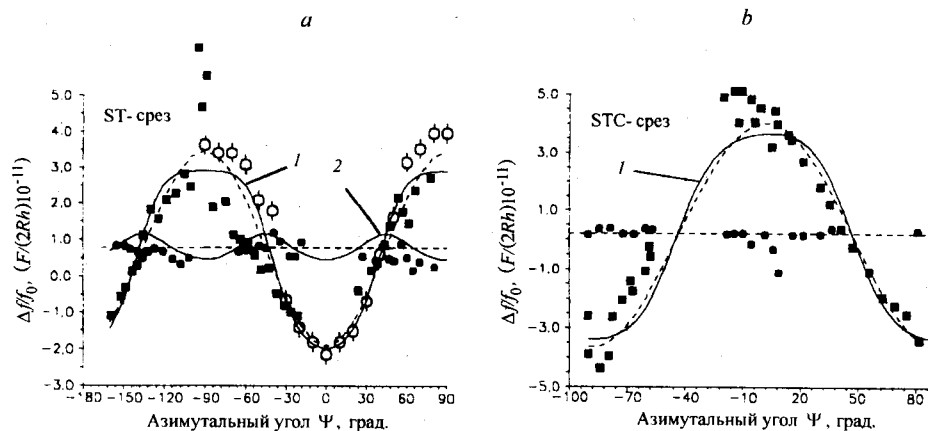 a
b
5.0
4.0
3.0
2.0
1.0
0.0
-1.0
-2.0
-3.0
ST- срез
1
2
Δf/f₀, (F/(2Rh)10⁻¹¹)
-180 -150 -120 -90 -60 -30 0 30 60 90
Азимутальный угол Ψ, град.
5.0
3.0
1.0
-1.0
-3.0
-5.0
STC- срез
1
Δf/f₀, (F/(2Rh)10⁻¹¹)
-100 -70 -40 -10 20 50 80
Азимутальный угол Ψ, град.